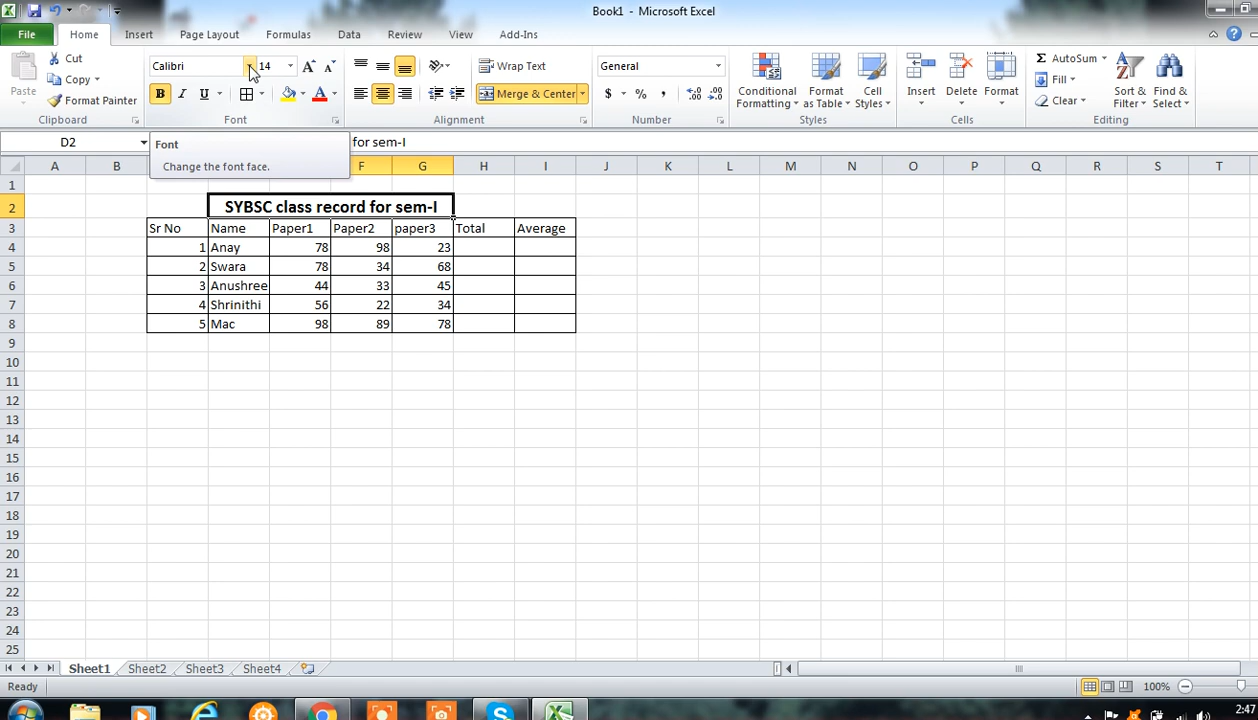 Book1 - Microsoft Excel
File Home Insert Page Layout Formulas Data Review View Add-Ins
Paste
Cut
Copy
Format Painter
Clipboard
Calibri 14
B I U
Font
Wrap Text
Merge & Center
Alignment
General
$ % ,
Number
Conditional Formatting
Format as Table
Cell Styles
Styles
Insert Delete Format
Cells
AutoSum
Fill
Clear
Sort & Filter
Find & Select
Editing
D2 for sem-I
Font
Change the font face.
A B F G H I J K L M N O P Q R S T
1
2 SYBSC class record for sem-I
3 Sr No Name Paper1 Paper2 paper3 Total Average
4 1 Anay 78 98 23
5 2 Swara 78 34 68
6 3 Anushree 44 33 45
7 4 Shrinithi 56 22 34
8 5 Mac 98 89 78
9
10
11
12
13
14
15
16
17
18
19
20
21
22
23
24
25
Sheet1 Sheet2 Sheet3 Sheet4
Ready 100%
2:47